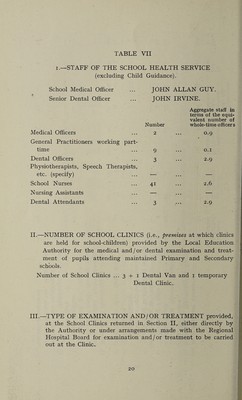 TABLE VII
I.—STAFF OF THE SCHOOL HEALTH SERVICE
(excluding Child Guidance).
School Medical Officer ... JOHN ALLAN GUY.
Senior Dental Officer ... JOHN IRVINE.
Number
Aggregate staff in
terms of the equi-
valent number of
whole-time officers
Medical Officers ... 2 ... 0.9
General Practitioners working part-
time ... 9 ... 0.1
Dental Officers ... 3 ... 2.9
Physiotherapists, Speech Therapists,
etc. (specify) ... — ... —
School Nurses ... 41 ... 2.6
Nursing Assistants ... — ... —
Dental Attendants ... 3 ... 2.9
II.—NUMBER OF SCHOOL CLINICS (i.e., premises at which clinics
are held for school-children) provided by the Local Education
Authority for the medical and/or dental examination and treat-
ment of pupils attending maintained Primary and Secondary
schools.
Number of School Clinics ... 3 + 1 Dental Van and 1 temporary
Dental Clinic.
III.—TYPE OF EXAMINATION AND/OR TREATMENT provided,
at the School Clinics returned in Section II, either directly by
the Authority or under arrangements made with the Regional
Hospital Board for examination and/or treatment to be carried
out at the Clinic.
20